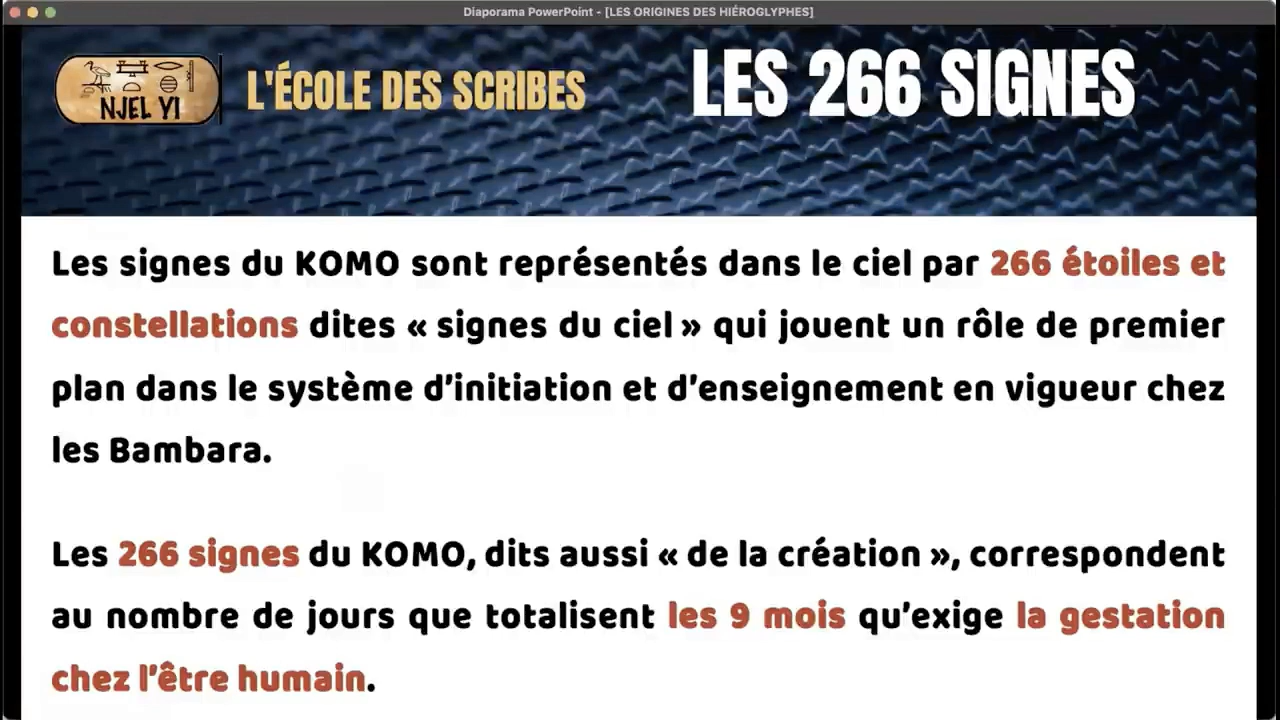 Diaporama PowerPoint - [LES ORIGINES DES HIÉROGLYPHES]
NJEL YI
L'ÉCOLE DES SCRIBES
LES 266 SIGNES
Les signes du KOMO sont représentés dans le ciel par 266 étoiles et
constellations dites « signes du ciel » qui jouent un rôle de premier
plan dans le système d’initiation et d’enseignement en vigueur chez
les Bambara.
Les 266 signes du KOMO, dits aussi « de la création », correspondent
au nombre de jours que totalisent les 9 mois qu’exige la gestation
chez l’être humain.